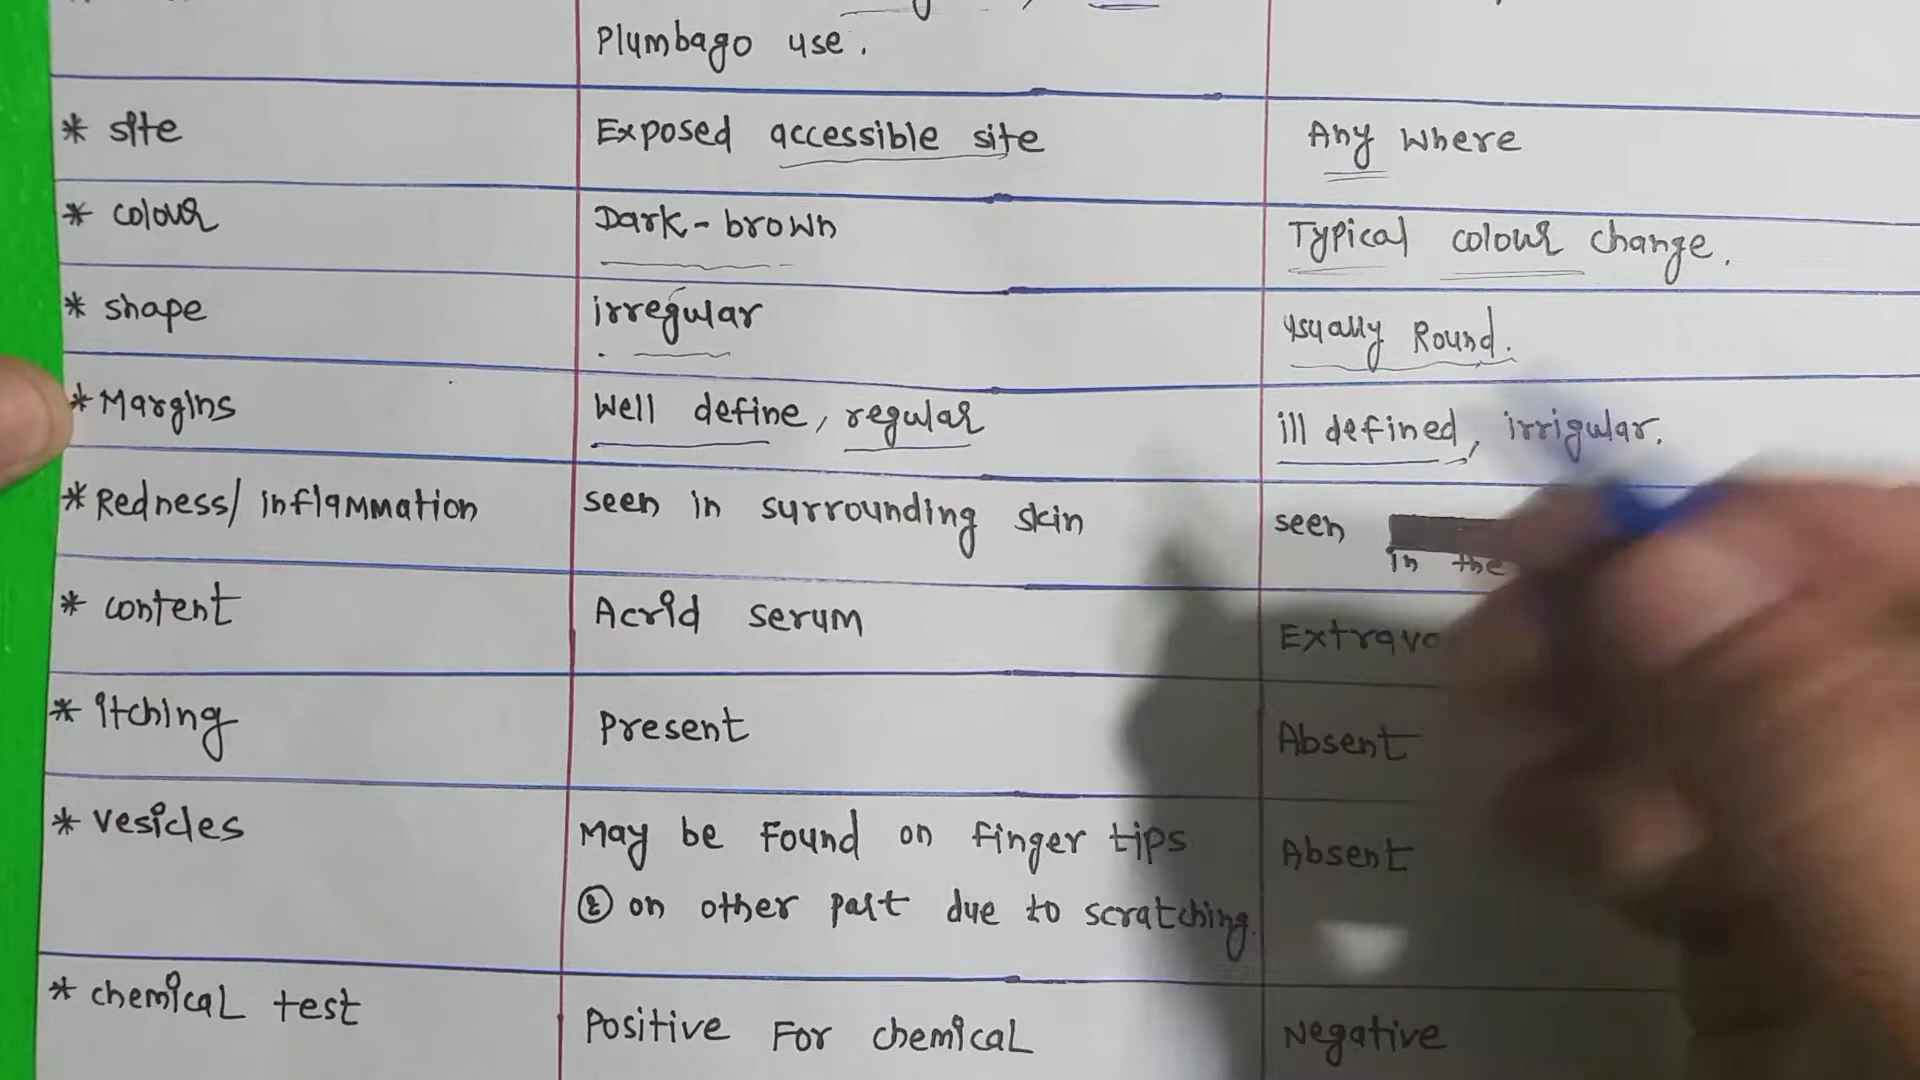 Plumbago use.
* site Exposed accessible site Any where
* colour Dark-brown Typical colour change.
* shape irregular usually Round.
* Margins Well define, regular ill defined, irrigular.
* Redness/ inflammation seen in surrounding skin seen
in the
* content Acrid serum
* itching Present Absent
* vesicles May be Found on finger tips Absent
& on other part due to scratching.
* chemical test Positive For chemical Negative